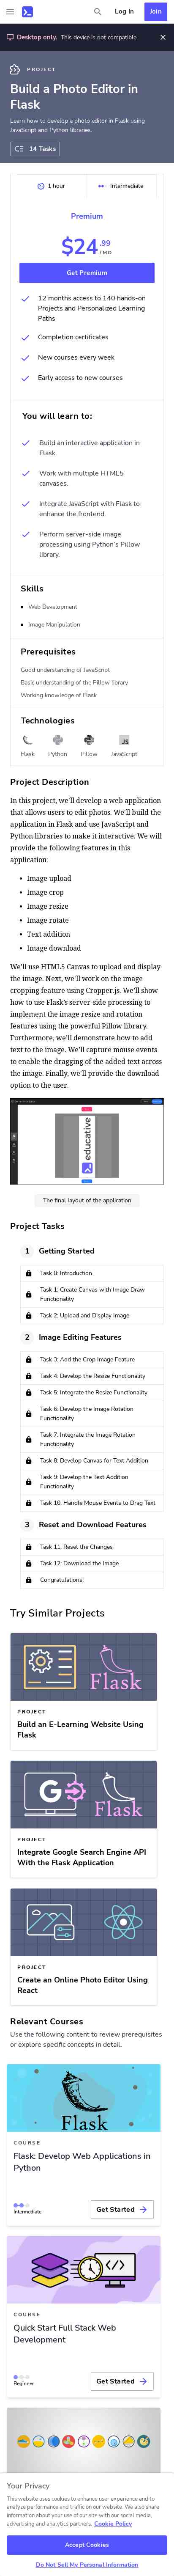 Log In
Join
Desktop only. This device is not compatible.
PROJECT
Build a Photo Editor in
Flask
Learn how to develop a photo editor in Flask using
JavaScript and Python libraries.
14 Tasks
1 hour
Intermediate
Premium
$24.99
/ MO
Get Premium
12 months access to 140 hands-on
Projects and Personalized Learning
Paths
Completion certificates
New courses every week
Early access to new courses
You will learn to:
Build an interactive application in
Flask.
Work with multiple HTML5
canvases.
Integrate JavaScript with Flask to
enhance the frontend.
Perform server-side image
processing using Python's Pillow
library.
Skills
Web Development
Image Manipulation
Prerequisites
Good understanding of JavaScript
Basic understanding of the Pillow library
Working knowledge of Flask
Technologies
Flask
Python
Pillow
JS
JavaScript
Project Description
In this project, we'll develop a web application
that allows users to edit photos. We'll build the
application in Flask and use JavaScript and
Python libraries to make it interactive. We will
provide the following features in this
application:
Image upload
Image crop
Image resize
Image rotate
Text addition
Image download
We'll use HTML5 Canvas to upload and display
the image. Next, we'll work on the image
cropping feature using Cropper.js. We'll show
how to use Flask's server-side processing to
implement the image resize and rotation
features using the powerful Pillow library.
Furthermore, we'll demonstrate how to add
text to the image. We'll capture mouse events
to enable the dragging of the added text across
the image. Finally, we'll provide the download
option to the user.
educative
The final layout of the application
Project Tasks
1 Getting Started
Task 0: Introduction
Task 1: Create Canvas with Image Draw
Functionality
Task 2: Upload and Display Image
2 Image Editing Features
Task 3: Add the Crop Image Feature
Task 4: Develop the Resize Functionality
Task 5: Integrate the Resize Functionality
Task 6: Develop the Image Rotation
Functionality
Task 7: Integrate the Image Rotation
Functionality
Task 8: Develop Canvas for Text Addition
Task 9: Develop the Text Addition
Functionality
Task 10: Handle Mouse Events to Drag Text
3 Reset and Download Features
Task 11: Reset the Changes
Task 12: Download the Image
Congratulations!
Try Similar Projects
Flask
PROJECT
Build an E-Learning Website Using
Flask
G
Flask
PROJECT
Integrate Google Search Engine API
With the Flask Application
PROJECT
Create an Online Photo Editor Using
React
Relevant Courses
Use the following content to review prerequisites
or explore specific concepts in detail.
Flask
COURSE
Flask: Develop Web Applications in
Python
Intermediate
Get Started
COURSE
Quick Start Full Stack Web
Development
Beginner
Get Started
Your Privacy
This website uses cookies to enhance user experience and to
analyze performance and traffic on our website. We also share
information about your use of our site with our social media,
advertising and analytics partners. Cookie Policy
Accept Cookies
Do Not Sell My Personal Information